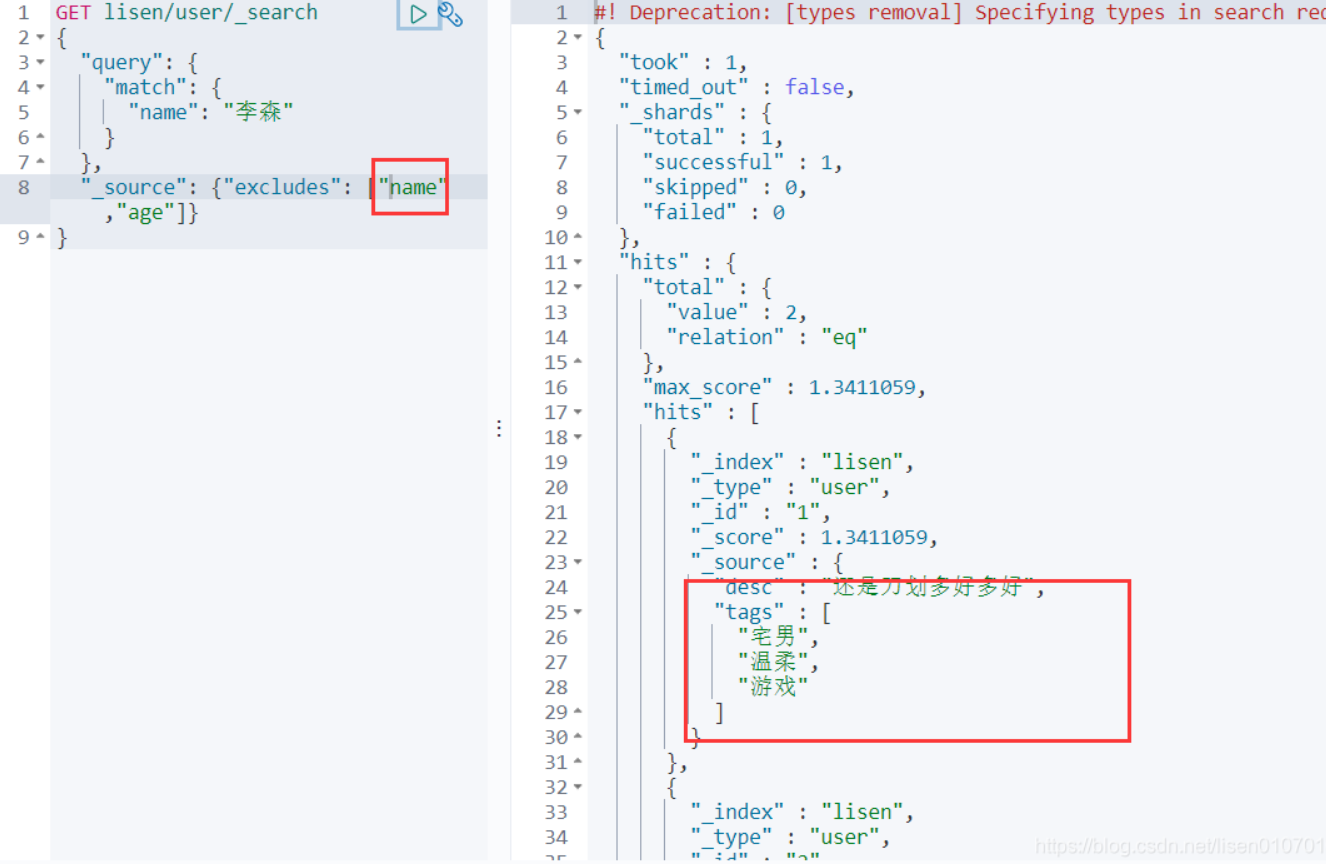 1 GET lisen/user/_search
2 {
3 "query": {
4 "match": {
5 "name": "李森"
6 }
7 },
8 "_source": {"excludes": ["name"
,"age"]}
9 }
1 #! Deprecation: [types removal] Specifying types in search
2 {
3 "took" : 1,
4 "timed_out" : false,
5 "_shards" : {
6 "total" : 1,
7 "successful" : 1,
8 "skipped" : 0,
9 "failed" : 0
10 },
11 "hits" : {
12 "total" : {
13 "value" : 2,
14 "relation" : "eq"
15 },
16 "max_score" : 1.3411059,
17 "hits" : [
18 {
19 "_index" : "lisen",
20 "_type" : "user",
21 "_id" : "1",
22 "_score" : 1.3411059,
23 "_source" : {
24 "desc" : "还是刀划多好多好",
25 "tags" : [
26 "宅男",
27 "温柔",
28 "游戏"
29 ]
30 }
31 },
32 {
33 "_index" : "lisen",
34 "_type" : "user",
https://blog.csdn.net/lisen010701